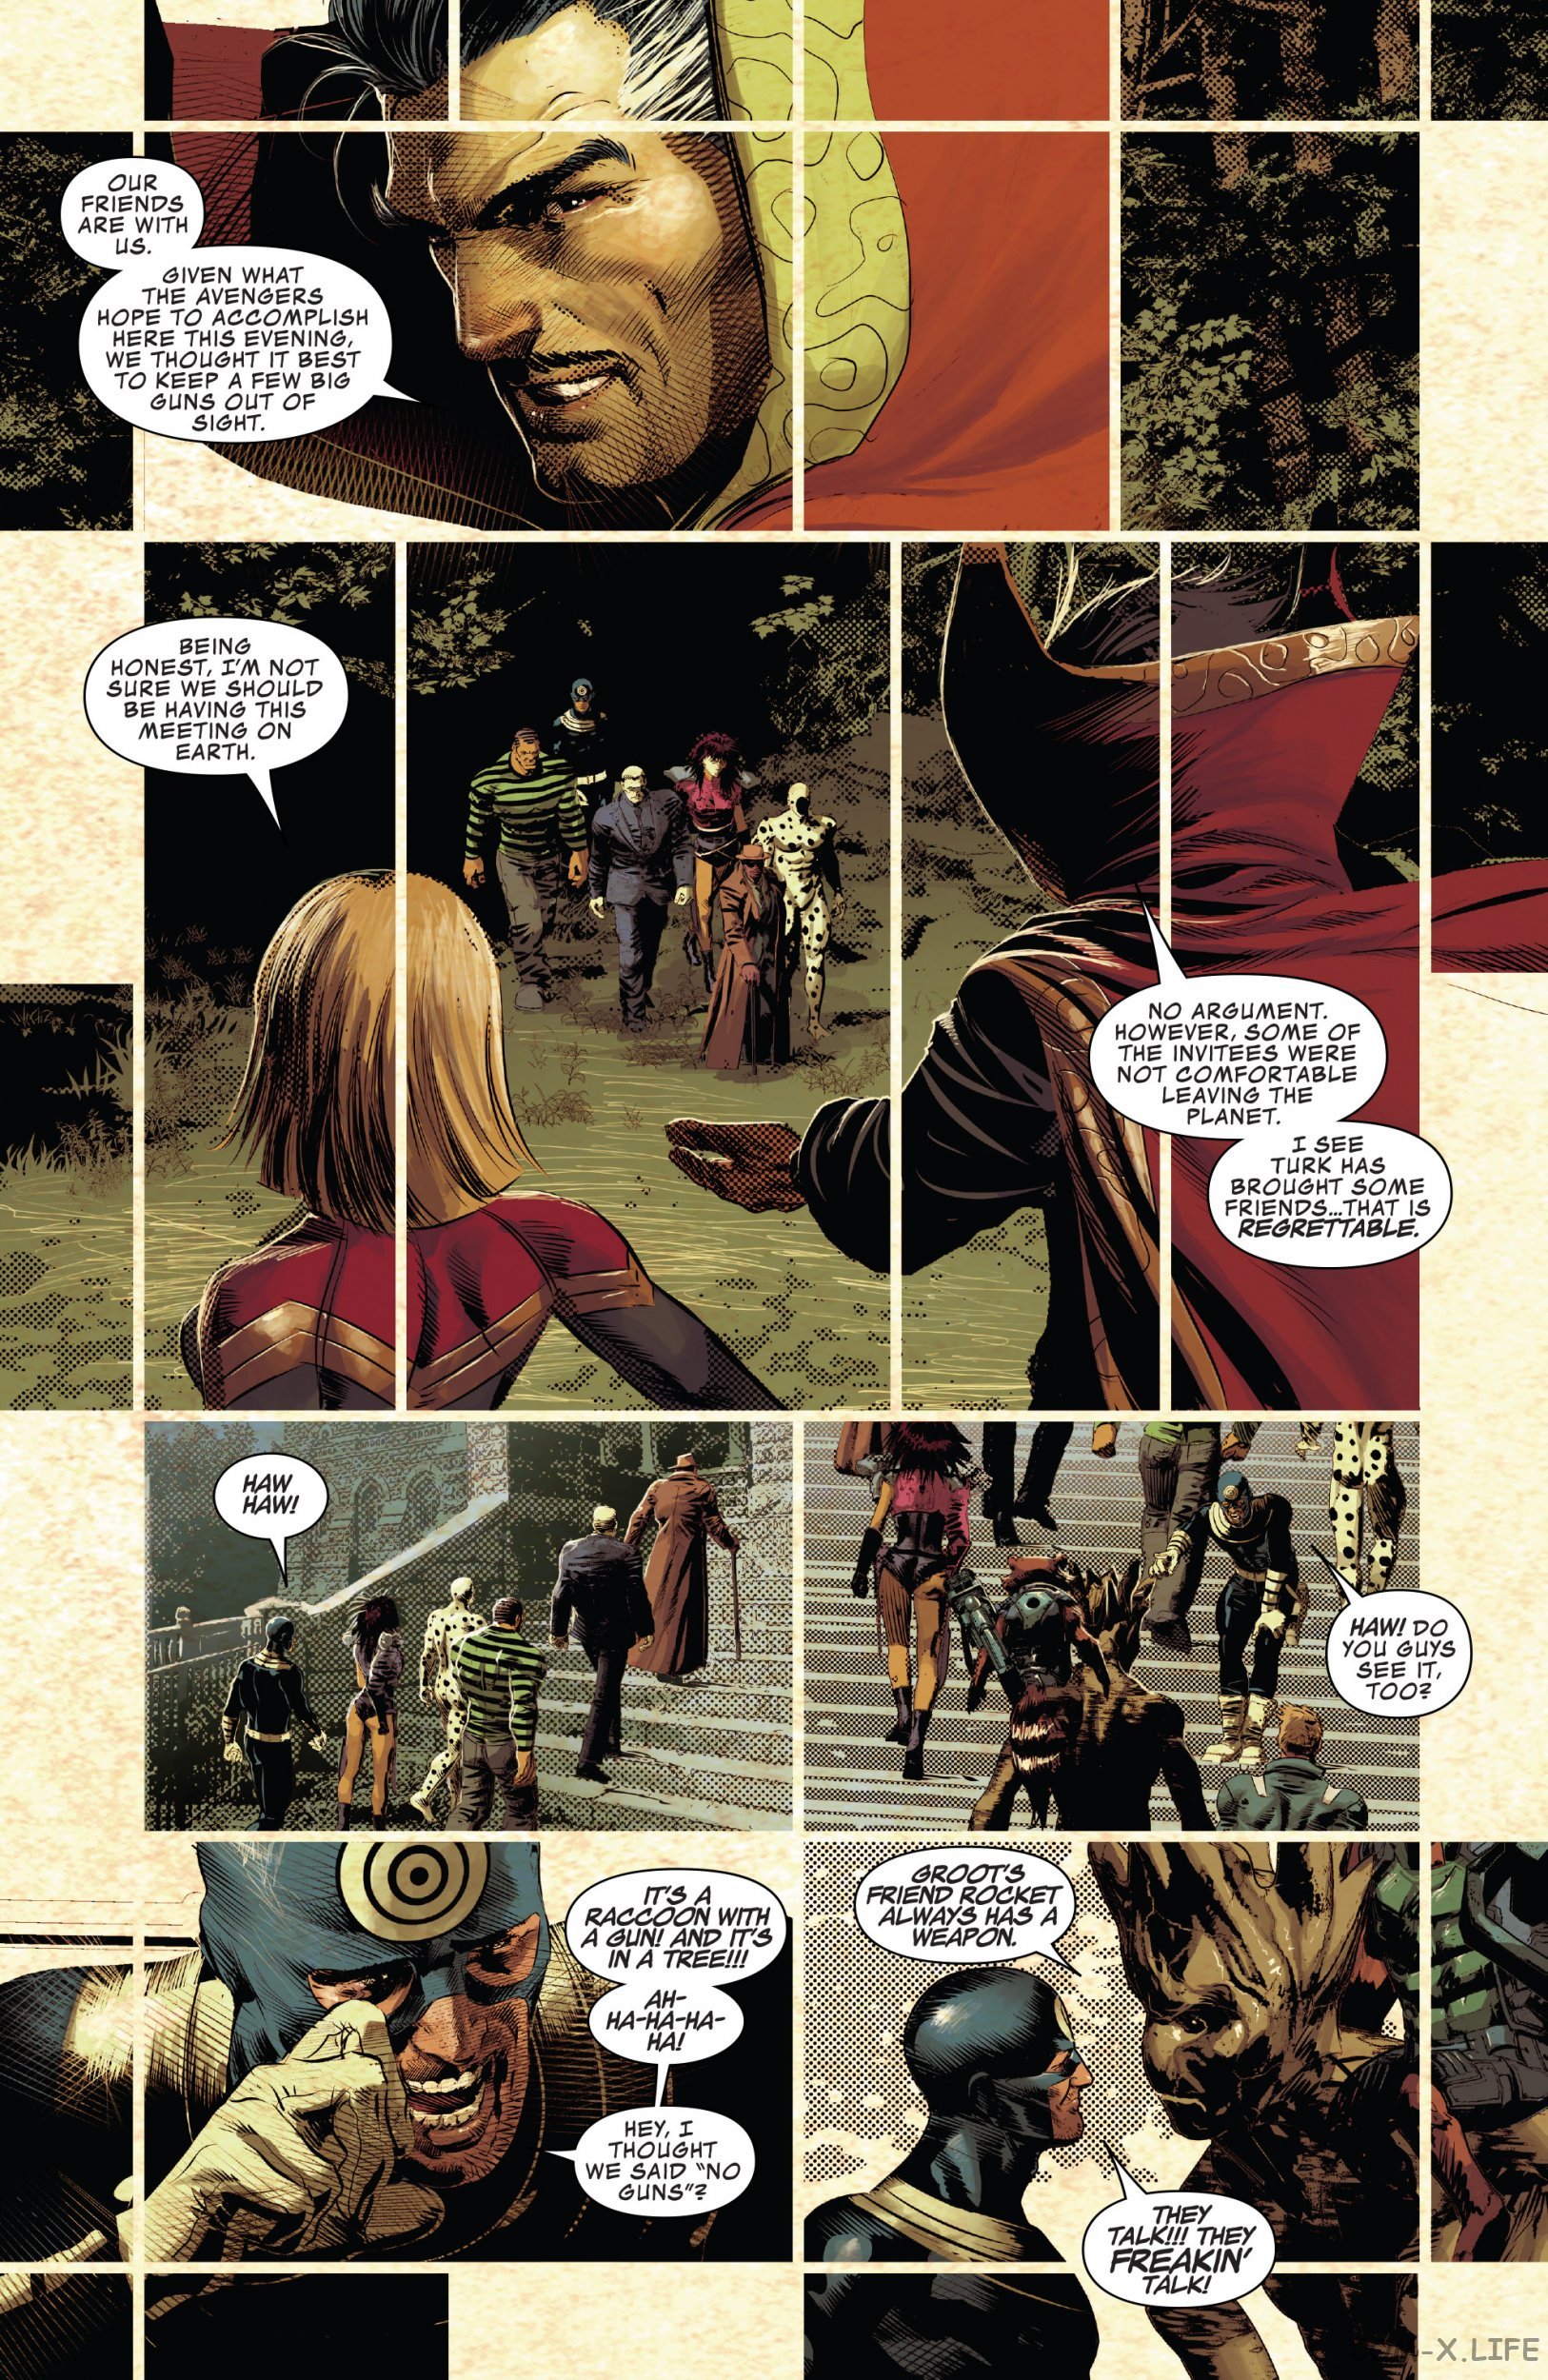 OUR
FRIENDS
ARE WITH
US.
GIVEN WHAT
THE AVENGERS
HOPE TO ACCOMPLISH
HERE THIS EVENING,
WE THOUGHT IT BEST
TO KEEP A FEW BIG
GUNS OUT OF
SIGHT.
BEING
HONEST, I'M NOT
SURE WE SHOULD
BE HAVING THIS
MEETING ON
EARTH.
NO ARGUMENT.
HOWEVER, SOME OF
THE INVITEES WERE
NOT COMFORTABLE
LEAVING THE
PLANET.
I SEE
TURK HAS
BROUGHT SOME
FRIENDS...THAT IS
REGRETTABLE.
HAW
HAW!
HAW! DO
YOU GUYS
SEE IT,
TOO?
IT'S A
RACCOON WITH
A GUN! AND IT'S
IN A TREE!!!
AH-
HA-HA-HA-
HA!
HEY, I
THOUGHT
WE SAID "NO
GUNS"?
GROOT'S
FRIEND ROCKET
ALWAYS HAS A
WEAPON.
THEY
TALK!!! THEY
FREAKIN'
TALK!
-X.LIFE